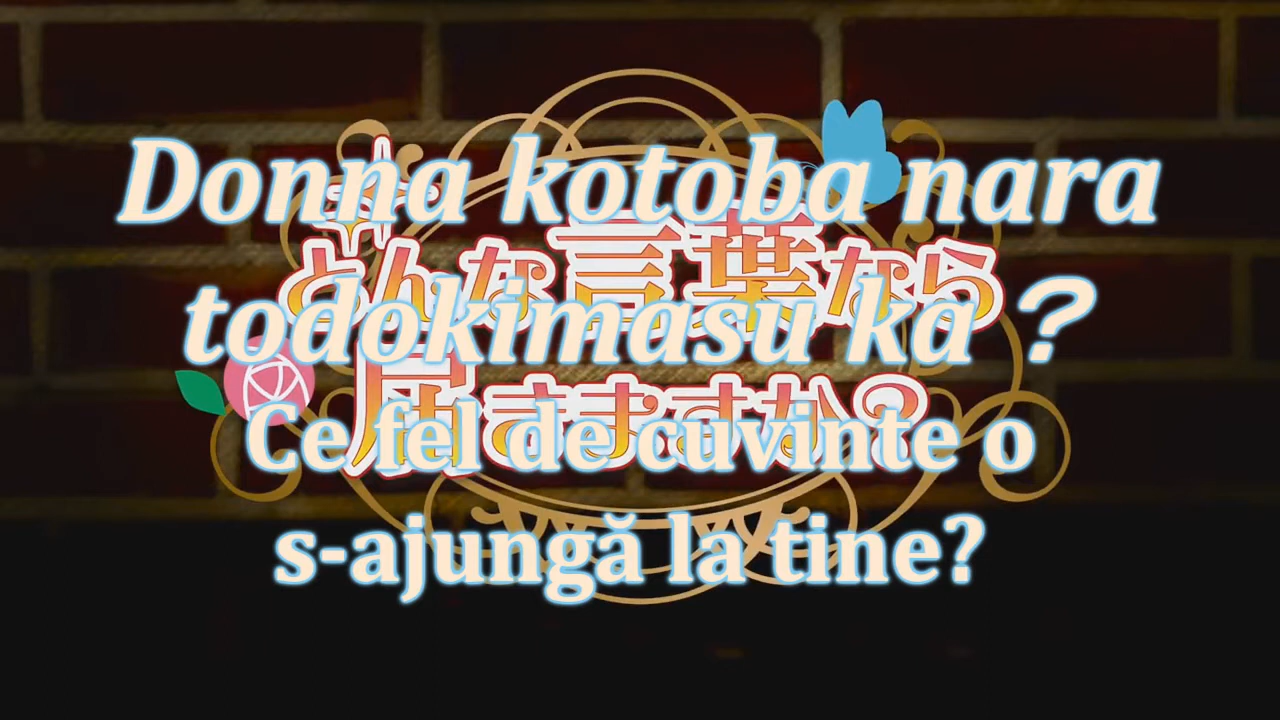 Donna kotoba nara
どんな言葉なら
todokimasu ka ?
届きますか?
Ce fel de cuvinte o
s-ajungă la tine?